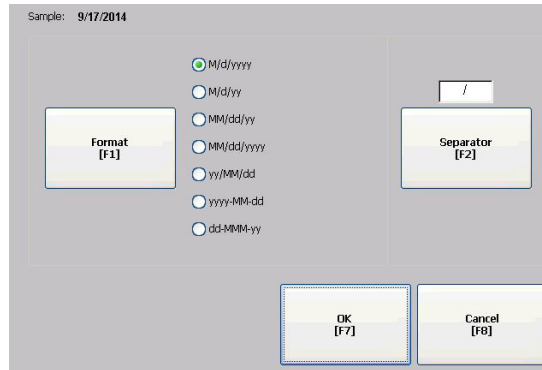 Sample: 9/17/2014
M/d/yyyy
M/d/yy
MM/dd/yy
MM/dd/yyyy
yy/MM/dd
yyyy-MM-dd
dd-MMM-yy
Format
[F1]
/
Separator
[F2]
OK
[F7]
Cancel
[F8]